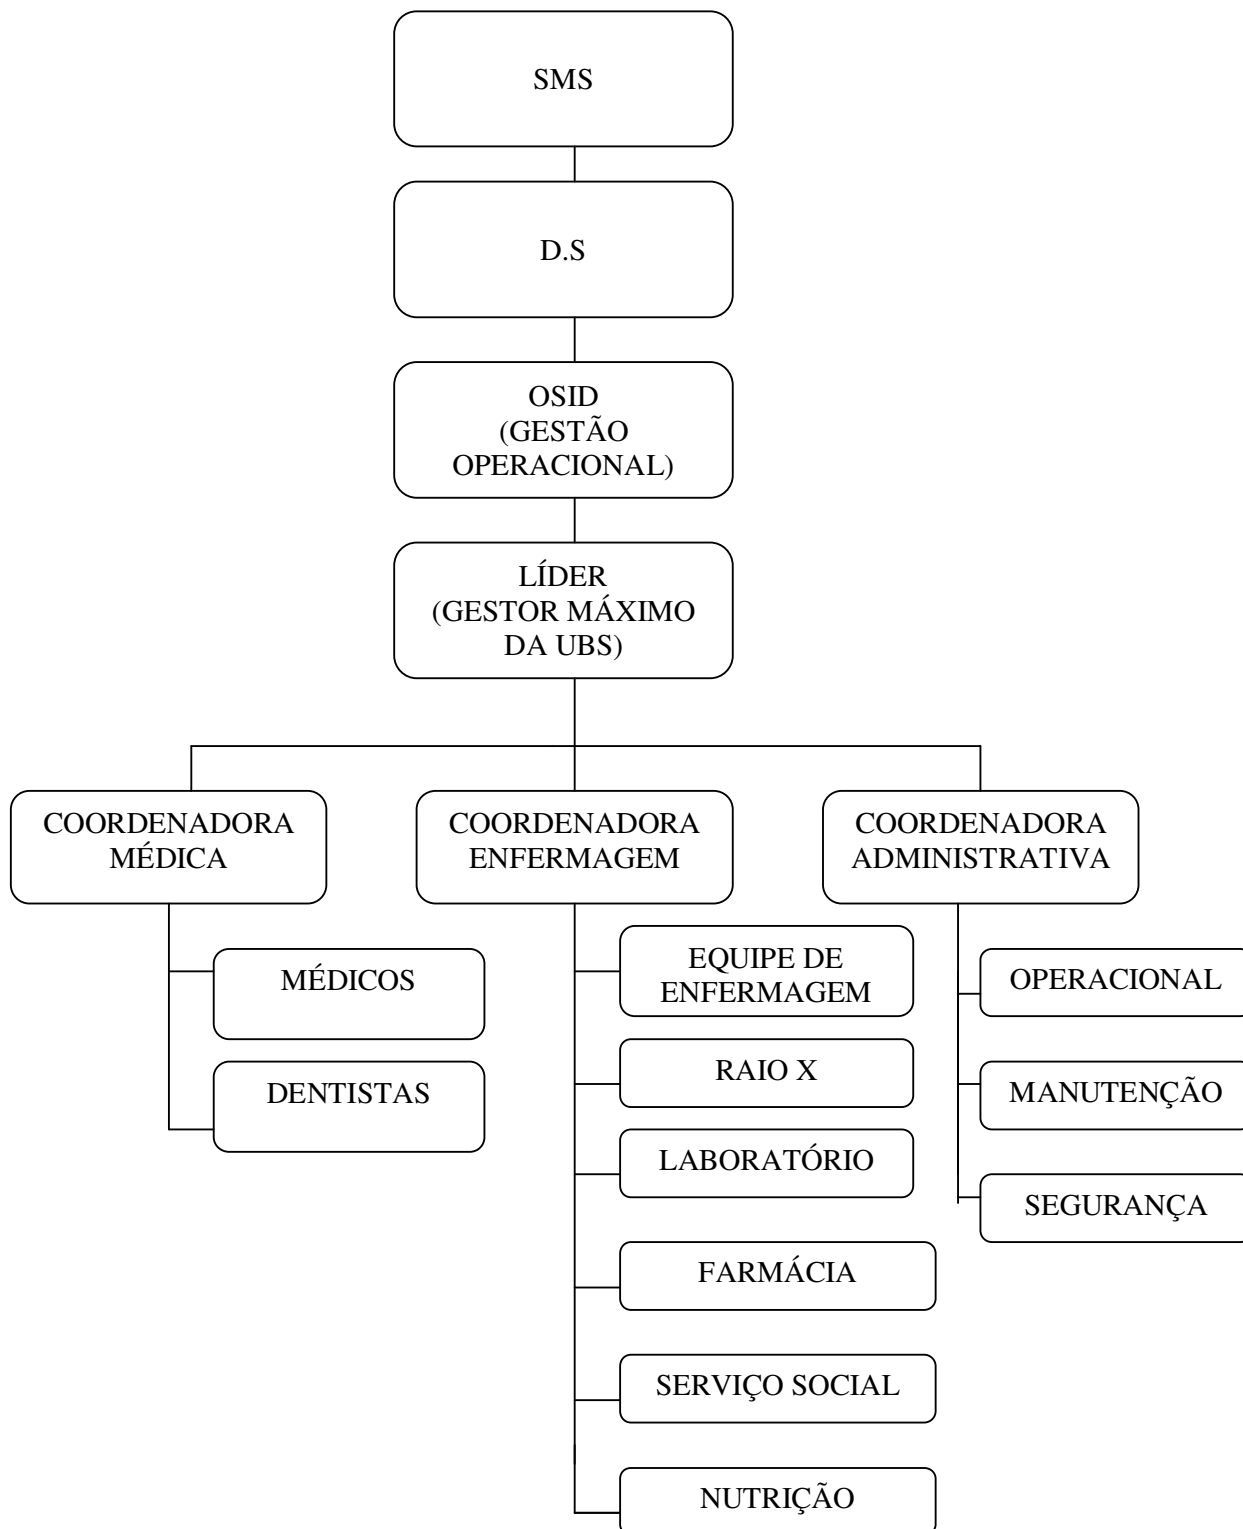 SMS
D.S
OSID
(GESTÃO
OPERACIONAL)
LÍDER
(GESTOR MÁXIMO
DA UBS)
COORDENADORA
MÉDICA
COORDENADORA
ENFERMAGEM
COORDENADORA
ADMINISTRATIVA
MÉDICOS
DENTISTAS
EQUIPE DE
ENFERMAGEM
RAIO X
LABORATÓRIO
FARMÁCIA
SERVIÇO SOCIAL
NUTRIÇÃO
OPERACIONAL
MANUTENÇÃO
SEGURANÇA